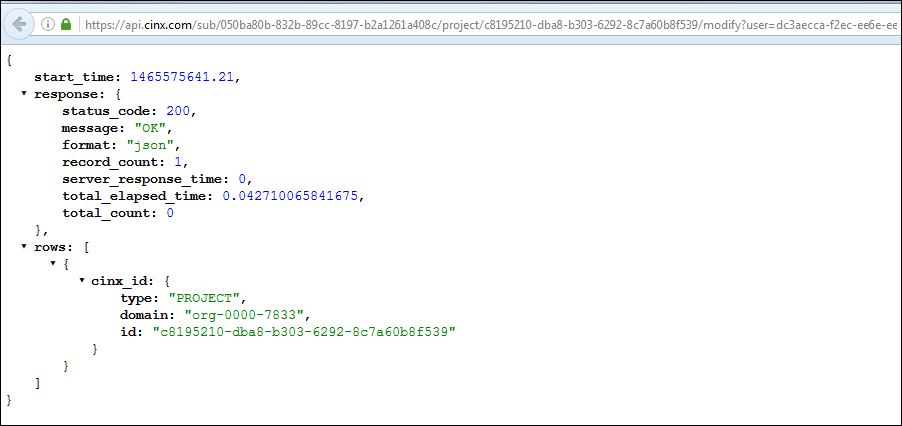 https://api.cinx.com/sub/050ba80b-832b-89cc-8197-b2a1261a408c/project/c8195210-dba8-b303-6292-8c7a60b8f539/modify?user=dc3aecca-f2ec-ee6e-ee
{
start_time: 1465575641.21,
response: {
status_code: 200,
message: "OK",
format: "json",
record_count: 1,
server_response_time: 0,
total_elapsed_time: 0.042710065841675,
total_count: 0
},
rows: [
{
cinx_id: {
type: "PROJECT",
domain: "org-0000-7833",
id: "c8195210-dba8-b303-6292-8c7a60b8f539"
}
}
]
}